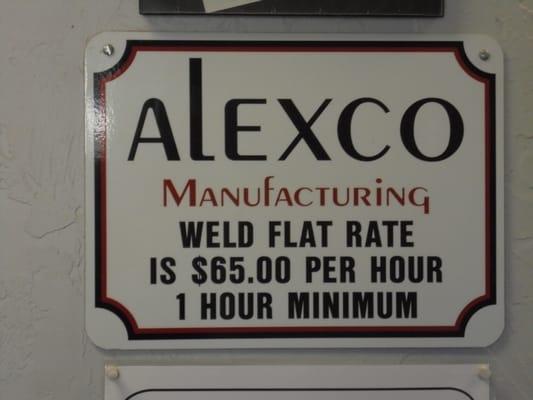 ALEXCO
MANUFACTURING
WELD FLAT RATE
IS $65.00 PER HOUR
1 HOUR MINIMUM